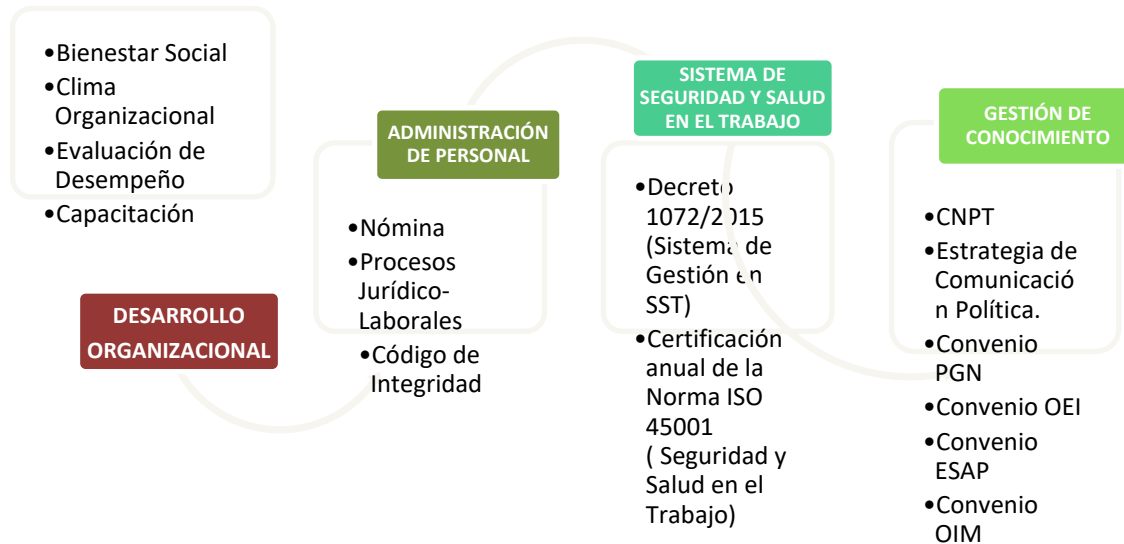 •Bienestar Social
•Clima
Organizacional
•Evaluación de
Desempeño
•Capacitación
DESARROLLO
ORGANIZACIONAL
ADMINISTRACIÓN
DE PERSONAL
•Nómina
•Procesos
Jurídico-
Laborales
•Código de
Integridad
SISTEMA DE
SEGURIDAD Y SALUD
EN EL TRABAJO
•Decreto
1072/2015
(Sistema de
Gestión en
SST)
•Certificación
anual de la
Norma ISO
45001
( Seguridad y
Salud en el
Trabajo)
GESTIÓN DE
CONOCIMIENTO
•CNPT
•Estrategia de
Comunicació
n Política.
•Convenio
PGN
•Convenio OEI
•Convenio
ESAP
•Convenio
OIM